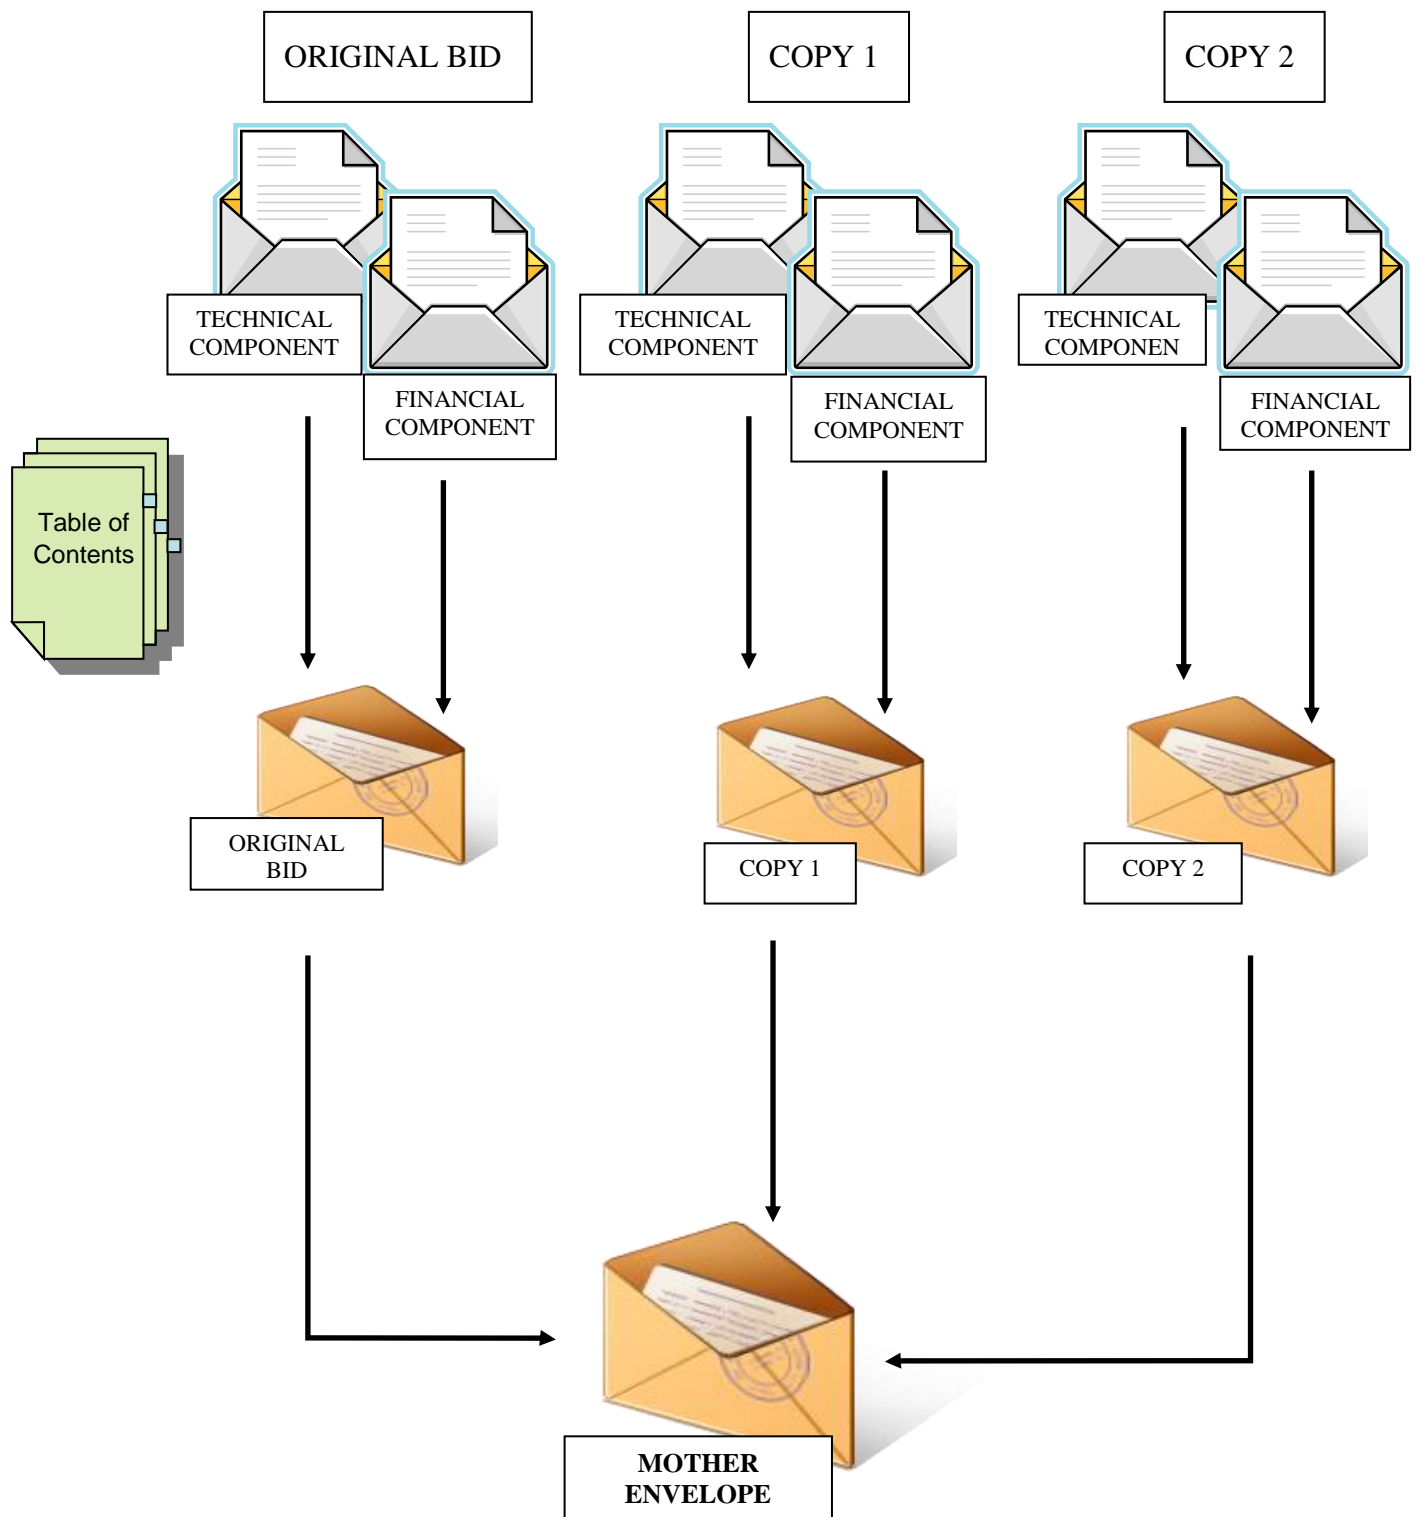 ORIGINAL BID
COPY 1
COPY 2
TECHNICAL
COMPONENT
FINANCIAL
COMPONENT
TECHNICAL
COMPONENT
FINANCIAL
COMPONENT
TECHNICAL
COMPONEN
FINANCIAL
COMPONENT
Table of
Contents
ORIGINAL
BID
COPY 1
COPY 2
MOTHER
ENVELOPE